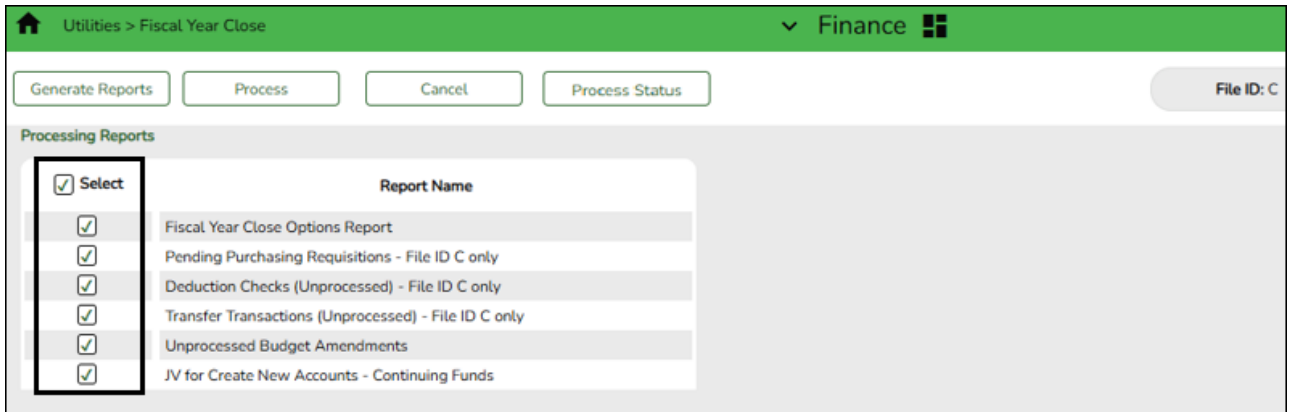 Utilities > Fiscal Year Close
Finance
Generate Reports
Process
Cancel
Process Status
File ID: C
Processing Reports
Select
Report Name
Fiscal Year Close Options Report
Pending Purchasing Requisitions - File ID C only
Deduction Checks (Unprocessed) - File ID C only
Transfer Transactions (Unprocessed) - File ID C only
Unprocessed Budget Amendments
JV for Create New Accounts - Continuing Funds